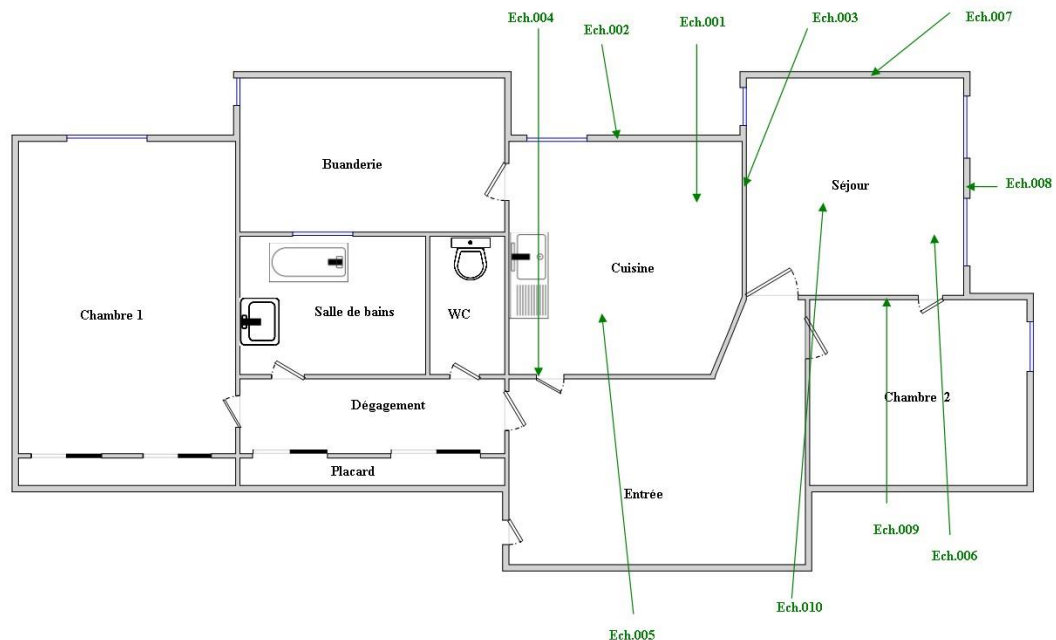 Ech.004
Ech.001
Ech.003
Ech.007
Ech.002
Buanderie
Séjour
Ech.008
Cuisine
Chambre 1
Salle de bains
WC
Chambre 2
Dégagement
Placard
Entrée
Ech.009
Ech.006
Ech.010
Ech.005